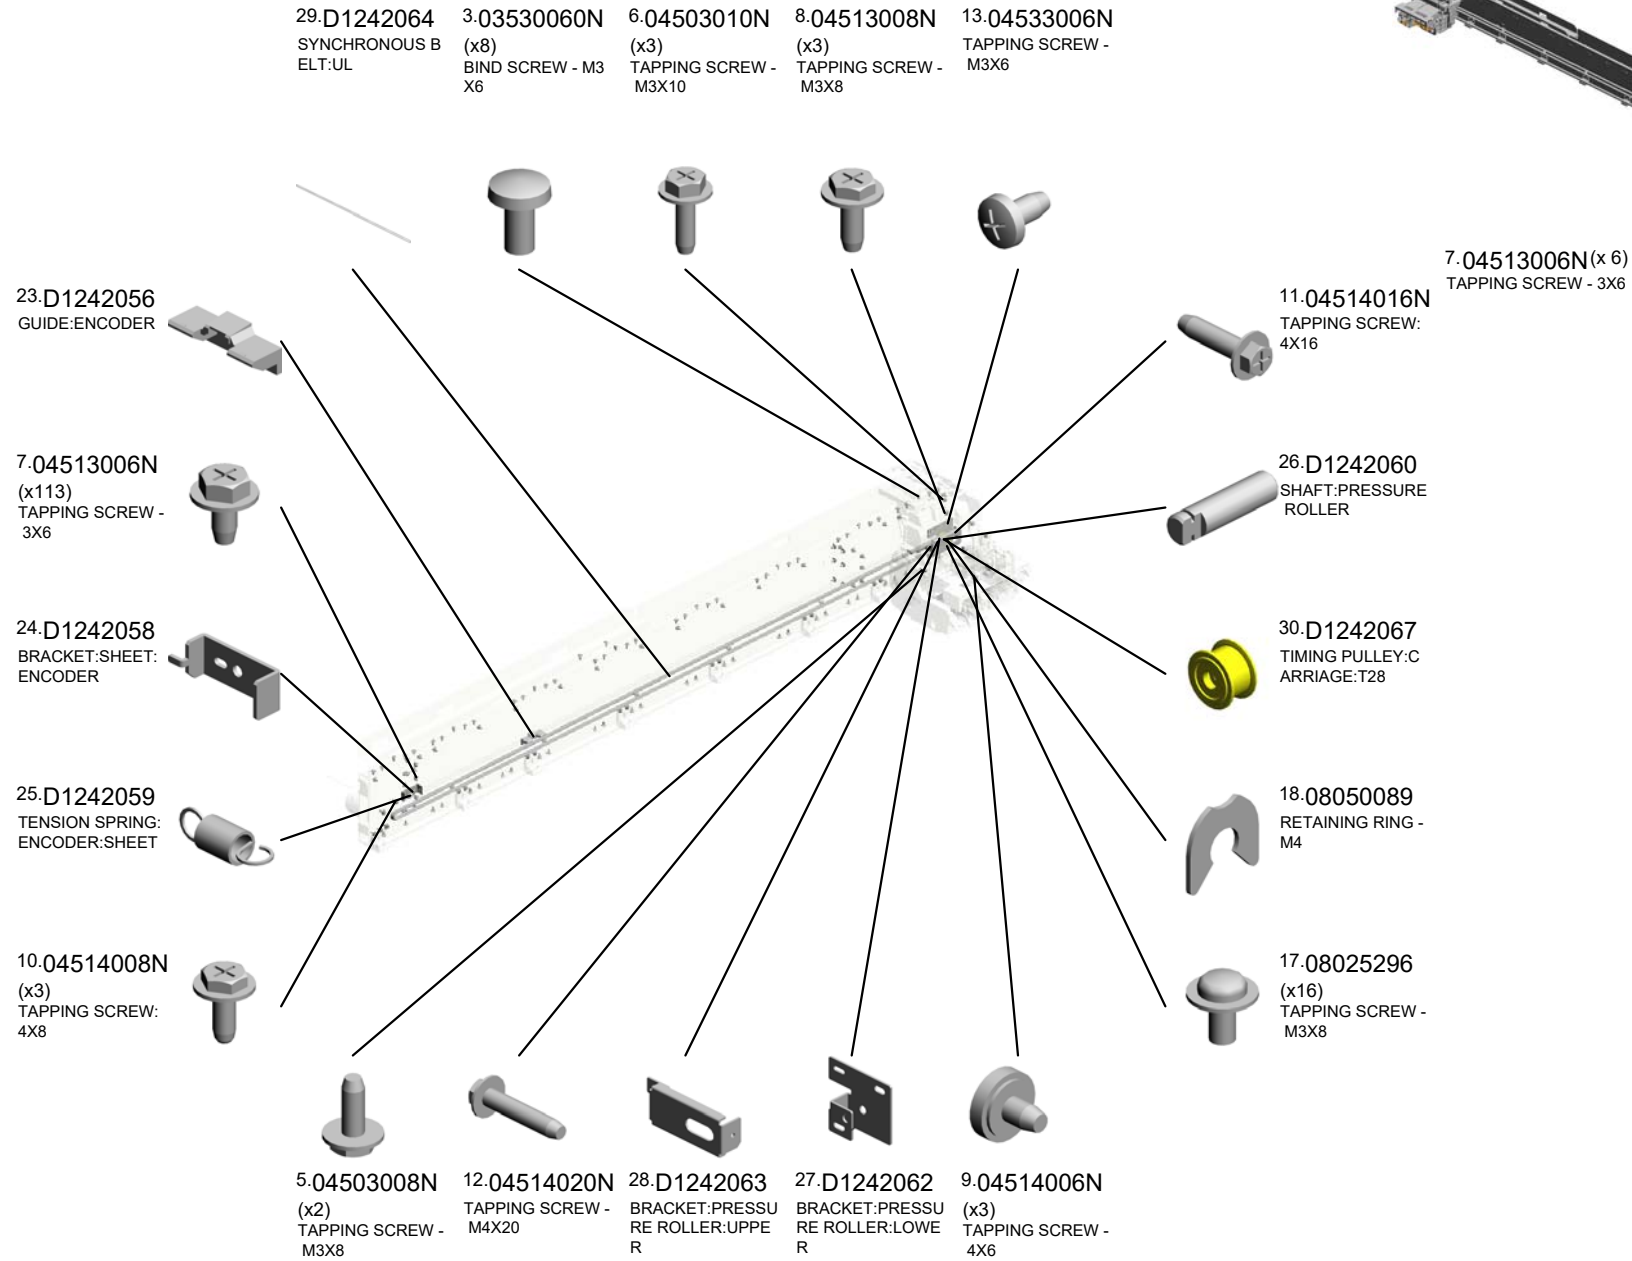 29.D1242064
SYNCHRONOUS B
ELT:UL
3.03530060N
(x8)
BIND SCREW - M3
X6
6.04503010N
(x3)
TAPPING SCREW -
M3X10
8.04513008N
(x3)
TAPPING SCREW -
M3X8
13.04533006N
TAPPING SCREW -
M3X6
7.04513006N(x 6)
TAPPING SCREW - 3X6
23.D1242056
GUIDE:ENCODER
11.04514016N
TAPPING SCREW:
4X16
7.04513006N
(x113)
TAPPING SCREW -
3X6
26.D1242060
SHAFT:PRESSURE
ROLLER
24.D1242058
BRACKET:SHEET:
ENCODER
30.D1242067
TIMING PULLEY:C
ARRIAGE:T28
25.D1242059
TENSION SPRING:
ENCODER:SHEET
18.08050089
RETAINING RING -
M4
10.04514008N
(x3)
TAPPING SCREW:
4X8
17.08025296
(x16)
TAPPING SCREW -
M3X8
5.04503008N
(x2)
TAPPING SCREW -
M3X8
12.04514020N
TAPPING SCREW -
M4X20
28.D1242063
BRACKET:PRESSU
RE ROLLER:UPPE
R
27.D1242062
BRACKET:PRESSU
RE ROLLER:LOWE
R
9.04514006N
(x3)
TAPPING SCREW -
4X6